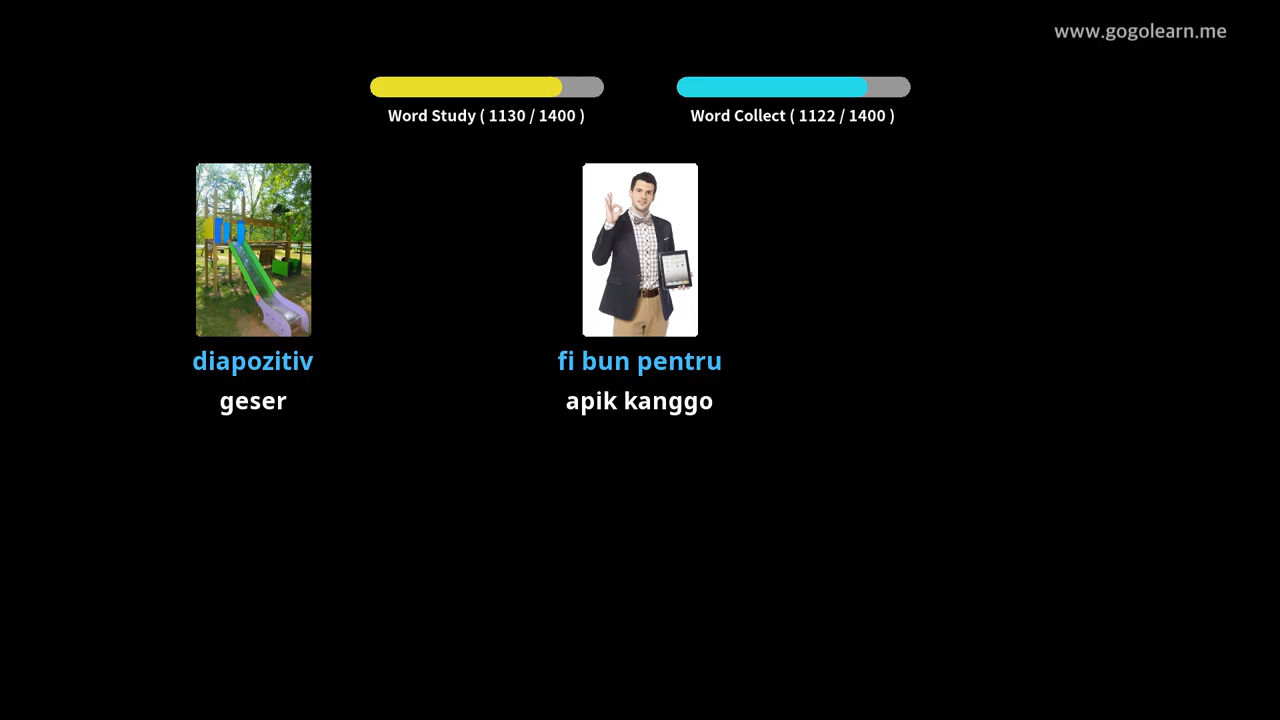 www.gogolearn.me
Word Study ( 1130 / 1400 )
Word Collect ( 1122 / 1400 )
diapozitiv
geser
fi bun pentru
apik kanggo